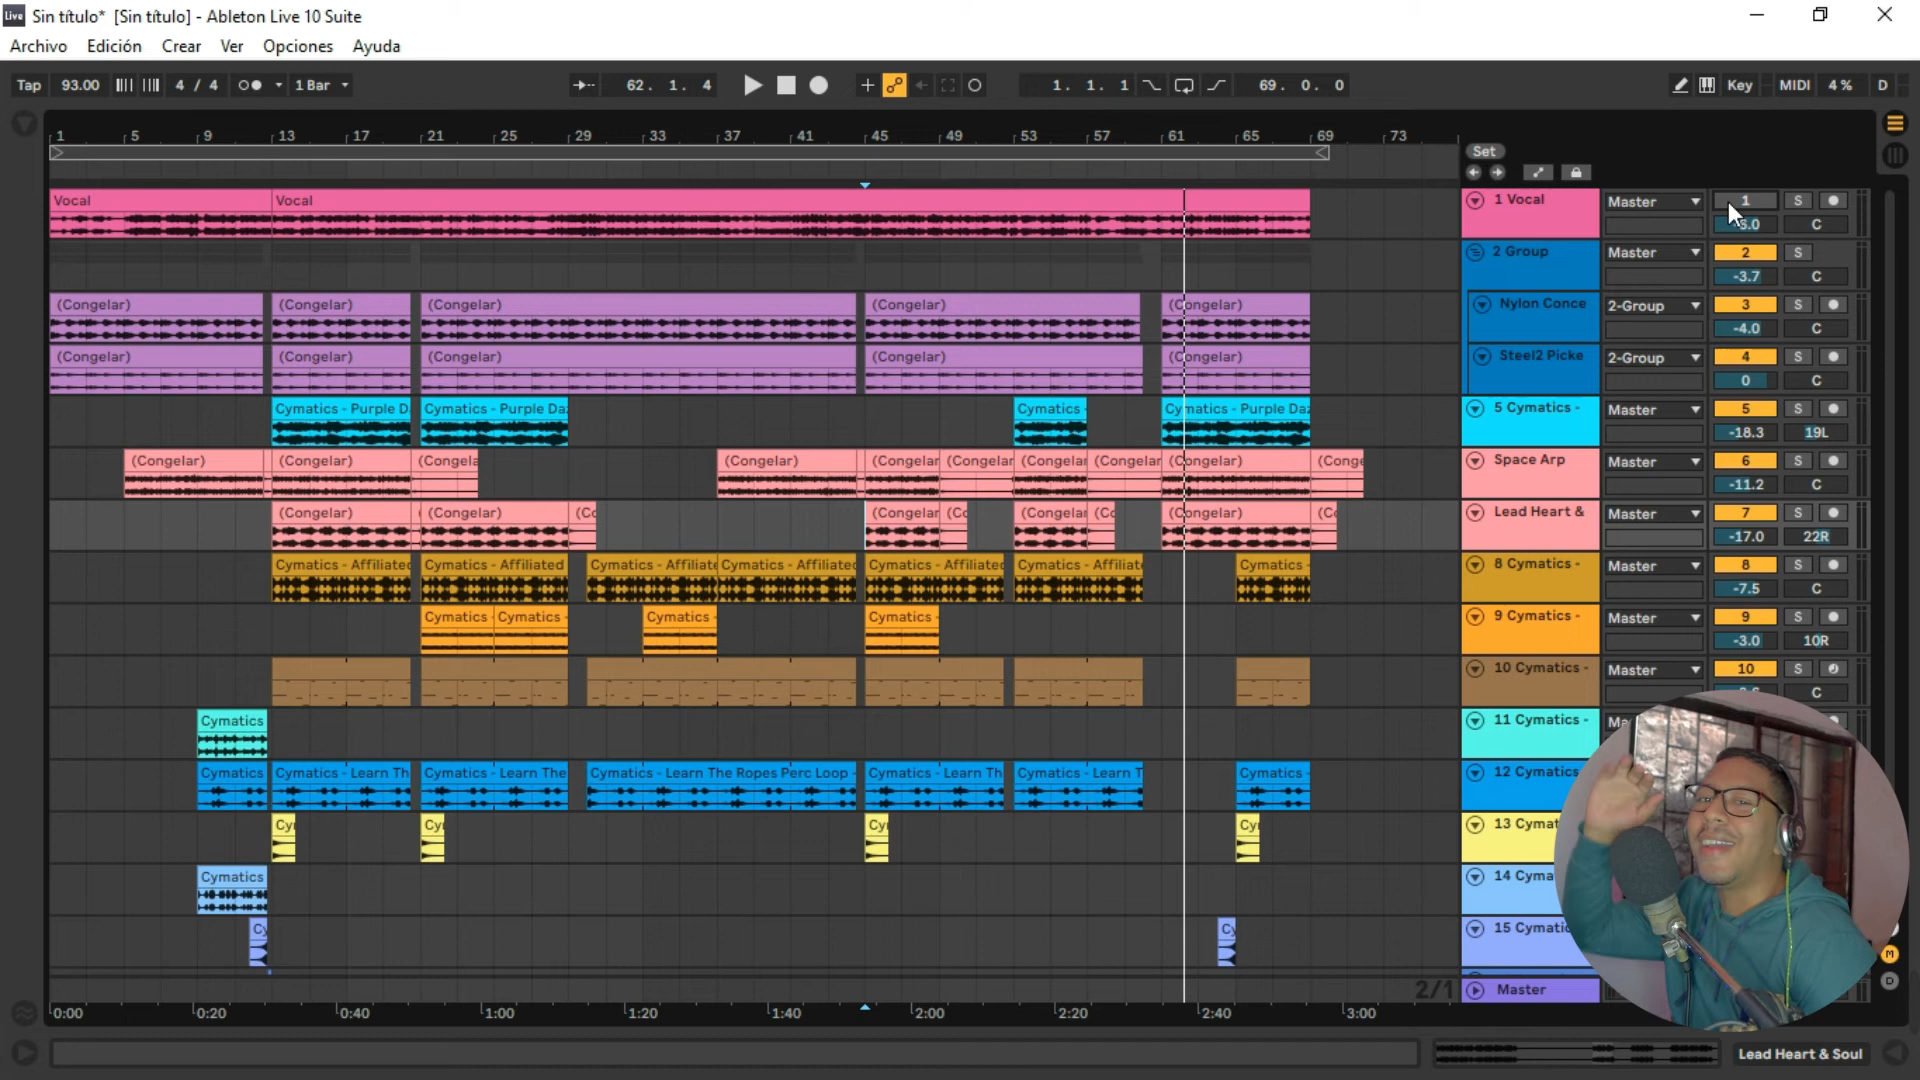 Live Sin título* [Sin título] - Ableton Live 10 Suite
Archivo Edición Crear Ver Opciones Ayuda
Tap 93.00 4 / 4 1 Bar 62. 1. 4 1. 1. 1 69. 0. 0 Key MIDI 4 % D
1 5 9 13 17 21 25 29 33 37 41 45 49 53 57 61 65 69 73
Set
Vocal Vocal 1 Vocal Master 1 S
C
2 Group Master 2 S
-3.7 C
(Congelar) (Congelar) (Congelar) (Congelar) (Congelar) Nylon Conce 2-Group 3 S
-4.0 C
(Congelar) (Congelar) (Congelar) (Congelar) (Congelar) Steel2 Picke 2-Group 4 S
0 C
Cymatics - Purple D Cymatics - Purple Daz Cymatics - Cymatics - Purple Daz 5 Cymatics - Master 5 S
-18.3 19L
(Congelar) (Congelar) (Congela (Congelar) (Congelar (Congelar (Congelar (Congelar (Congelar) (Conge Space Arp Master 6 S
-11.2 C
(Congelar) (Congelar) (Co (Congelar (Co (Congelar (Co (Congelar) (Co Lead Heart & Master 7 S
-17.0 22R
Cymatics - Affiliated Cymatics - Affiliated Cymatics - Affiliate Cymatics - Affiliated Cymatics - Affiliated Cymatics - Affiliat Cymatics - 8 Cymatics - Master 8 S
-7.5 C
Cymatics - Cymatics - Cymatics - Cymatics - 9 Cymatics - Master 9 S
-3.0 10R
10 Cymatics - Master 10 S
C
Cymatics 11 Cymatics - Ma
Cymatics Cymatics - Learn Th Cymatics - Learn The Cymatics - Learn The Ropes Perc Loop - Cymatics - Learn Th Cymatics - Learn T Cymatics - 12 Cymatics
Cy Cy Cy Cy 13 Cymat
Cymatics 14 Cyma
Cy Cy 15 Cymatic
M
2/1 Master D
0:00 0:20 0:40 1:00 1:20 1:40 2:00 2:20 2:40 3:00
Lead Heart & Soul